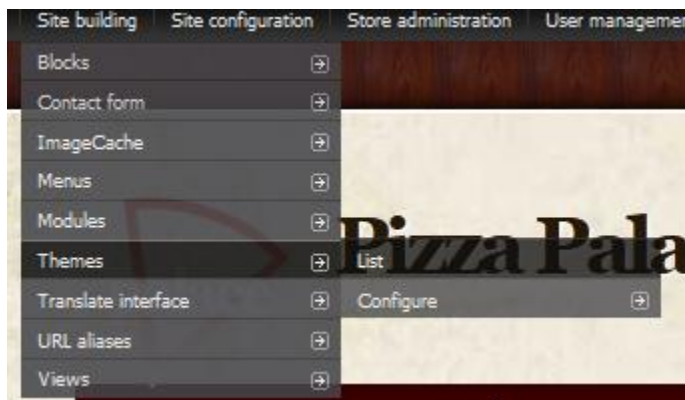 Site building Site configuration Store administration User managemer
Blocks
Contact form
ImageCache
Menus
Modules
Pizza Pala
Themes List
Translate interface Configure
URL aliases
Views